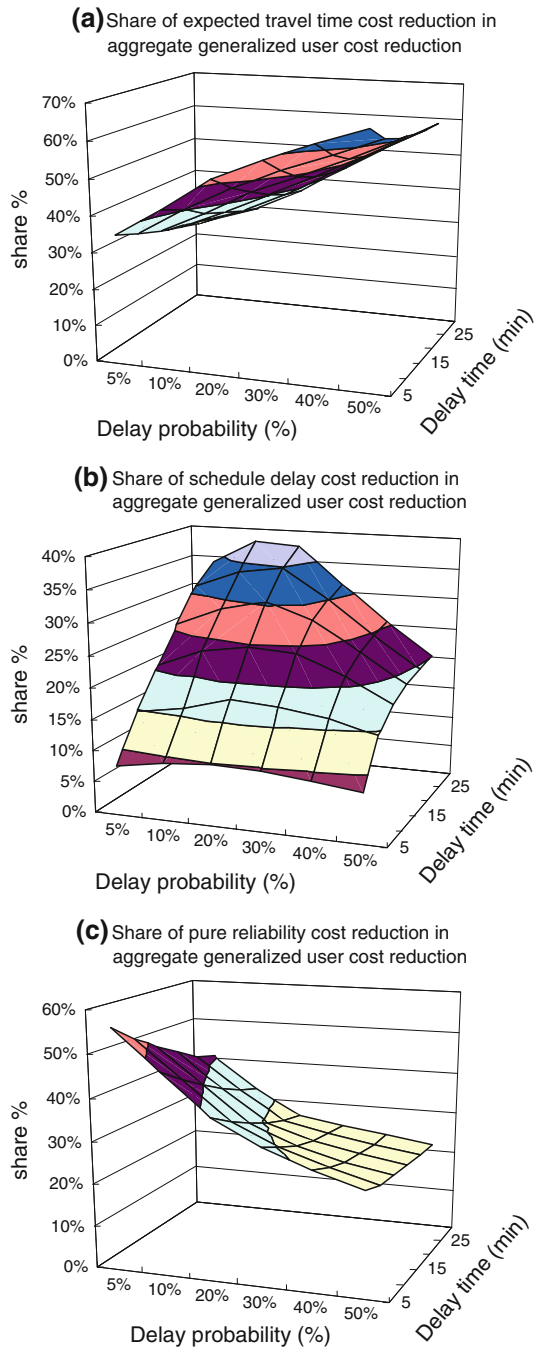 (a) Share of expected travel time cost reduction in
aggregate generalized user cost reduction
70%
60%
50%
40%
30%
20%
10%
0%
share %
5% 10% 20% 30% 40% 50%
Delay probability (%)
5 15 25
Delay time (min)
(b) Share of schedule delay cost reduction in
aggregate generalized user cost reduction
40%
35%
30%
25%
20%
15%
10%
5%
0%
share %
5% 10% 20% 30% 40% 50%
Delay probability (%)
5 15 25
Delay time (min)
(c) Share of pure reliability cost reduction in
aggregate generalized user cost reduction
60%
50%
40%
30%
20%
10%
0%
share %
5% 10% 20% 30% 40% 50%
Delay probability (%)
5 15 25
Delay time (min)